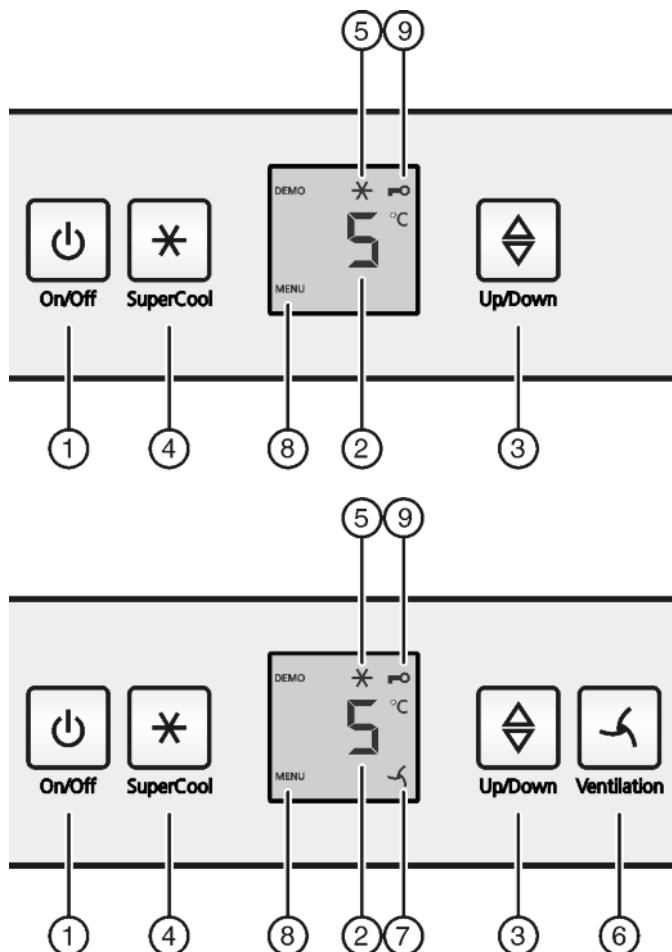 5 9
DEMO
5 °C
MENU
On/Off SuperCool Up/Down
1 4 8 2 3
5 9
DEMO
5 °C
MENU
On/Off SuperCool Up/Down Ventilation
1 4 8 2 7 3 6